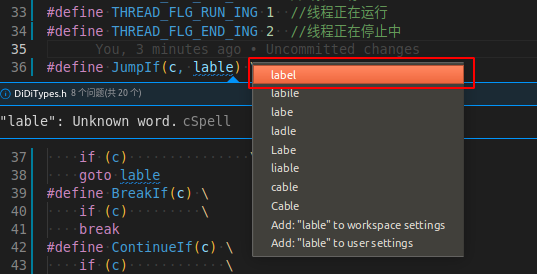 33 #define THREAD_FLG_RUN_ING 1 //线程正在运行
34 #define THREAD_FLG_END_ING 2 //线程正在停止中
35 You, 3 minutes ago • Uncommitted changes
36 #define JumpIf(c, lable) \
label
labile
labe
ladle
Labe
liable
cable
Cable
Add: "lable" to workspace settings
Add: "lable" to user settings
DiDiTypes.h 8 个问题(共 20 个)
"lable": Unknown word. cSpell
37 if (c) \
38 goto lable
39 #define BreakIf(c) \
40 if (c) \
41 break
42 #define ContinueIf(c) \
43 if (c) \